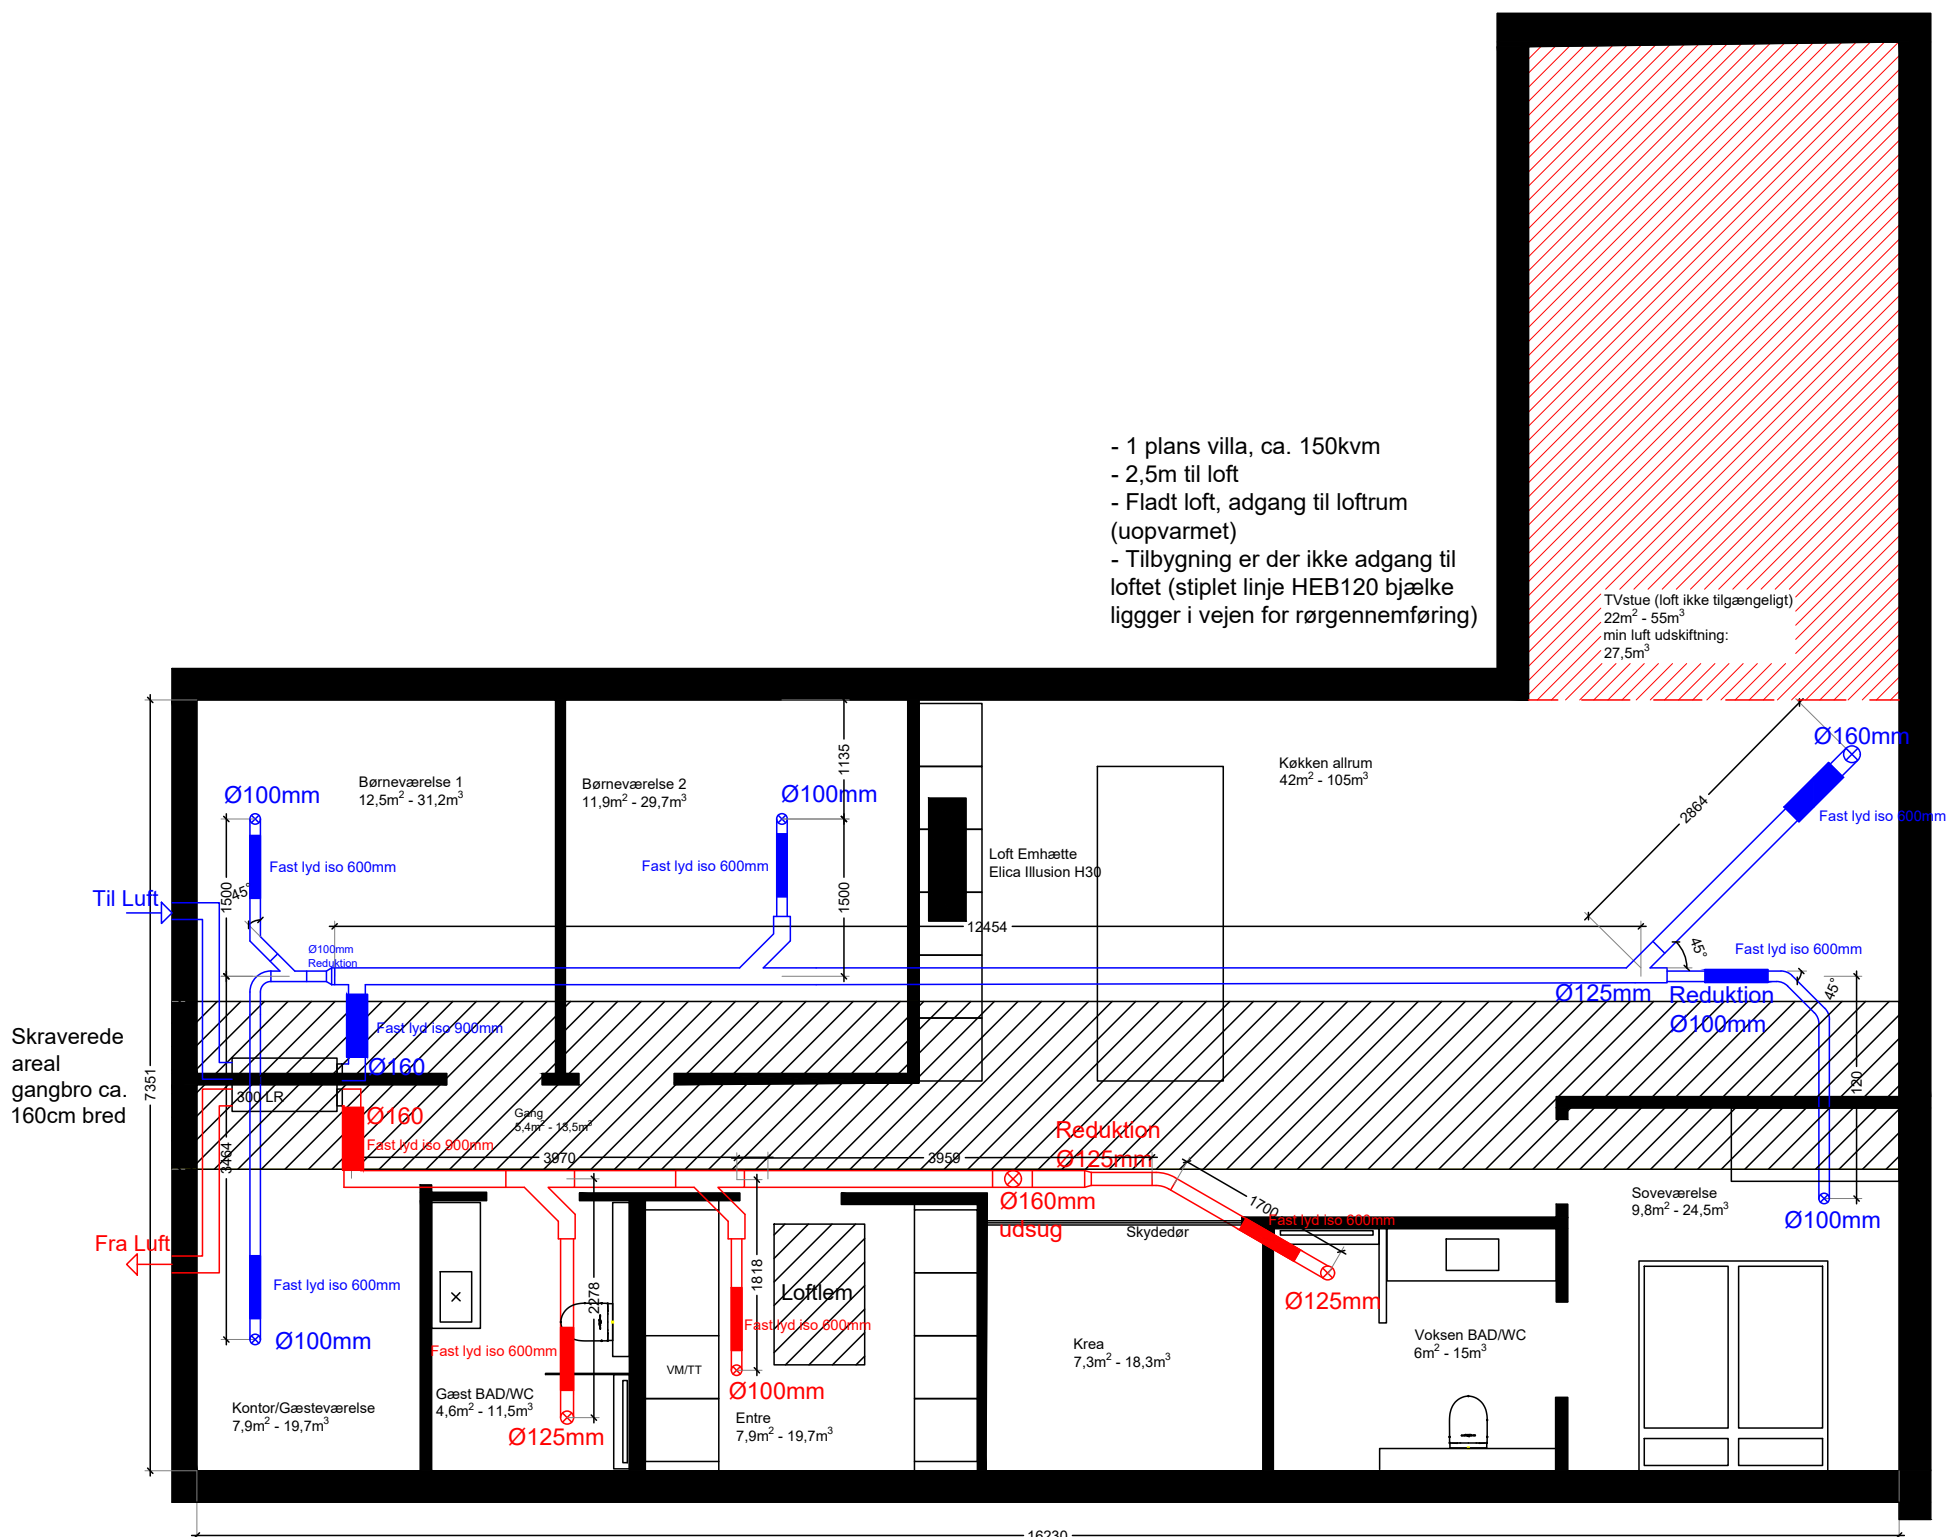 - 1 plans villa, ca. 150kvm
- 2,5m til loft
- Fladt loft, adgang til loftrum
(uopvarmet)
- Tilbygning er der ikke adgang til
loftet (stiplet linje HEB120 bjælke
liggger i vejen for rørgennemføring)
TVstue (loft ikke tilgængeligt)
22m² - 55m³
min luft udskiftning:
27,5m³
Børneværelse 1
12,5m² - 31,2m³
Børneværelse 2
11,9m² - 29,7m³
Køkken allrum
42m² - 105m³
Ø100mm
Ø100mm
Ø160mm
1135
2864
Fast lyd iso 600mm
Fast lyd iso 600mm
Fast lyd iso 600mm
Loft Emhætte
Elica Illusion H30
Til Luft
1500
45°
1500
12454
Ø100mm
Reduktion
45°
Fast lyd iso 600mm
45°
Ø125mm
Reduktion
Ø100mm
Skraverede
areal
gangbro ca.
160cm bred
7351
Fast lyd iso 900mm
Ø160
300 LR
Ø160
Gang
5,4m² - 13,5m³
Fast lyd iso 900mm
120
3464
3970
3959
Reduktion
Ø125mm
Ø160mm
udsug
1700
Fast lyd iso 600mm
Skydedør
Soveværelse
9,8m² - 24,5m³
Ø100mm
Fra Luft
Fast lyd iso 600mm
Ø100mm
2278
1818
Loftlem
Ø125mm
Fast lyd iso 600mm
Fast lyd iso 600mm
VM/TT
Ø100mm
Krea
7,3m² - 18,3m³
Voksen BAD/WC
6m² - 15m³
Kontor/Gæsteværelse
7,9m² - 19,7m³
Gæst BAD/WC
4,6m² - 11,5m³
Ø125mm
Entre
7,9m² - 19,7m³
16230